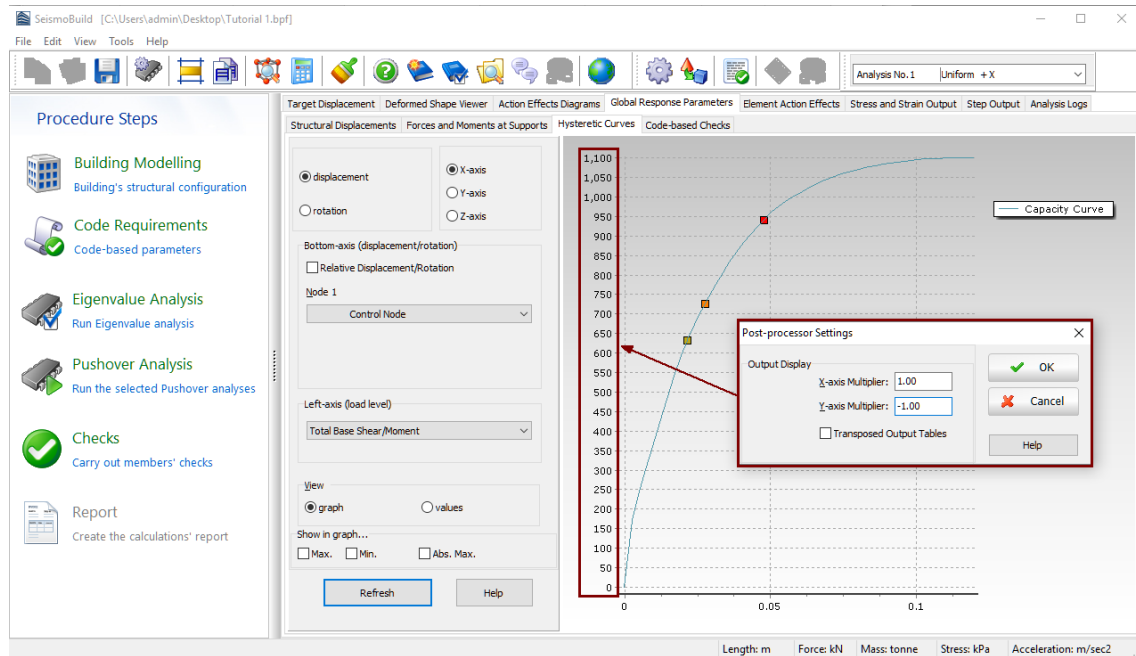 SeismoBuild [C:\Users\admin\Desktop\Tutorial 1.bpf]
File Edit View Tools Help
Analysis No.1 Uniform +X
Procedure Steps
Building Modelling
Building's structural configuration
Code Requirements
Code-based parameters
Eigenvalue Analysis
Run Eigenvalue analysis
Pushover Analysis
Run the selected Pushover analyses
Checks
Carry out members' checks
Report
Create the calculations' report
Target Displacement Deformed Shape Viewer Action Effects Diagrams Global Response Parameters Element Action Effects Stress and Strain Output Step Output Analysis Logs
Structural Displacements Forces and Moments at Supports Hysteretic Curves Code-based Checks
displacement
rotation
X-axis
Y-axis
Z-axis
Bottom-axis (displacement/rotation)
Relative Displacement/Rotation
Node 1
Control Node
Left-axis (load level)
Total Base Shear/Moment
View
graph values
Show in graph...
Max. Min. Abs. Max.
Refresh Help
1,100
1,050
1,000
950
900
850
800
750
700
650
600
550
500
450
400
350
300
250
200
150
100
50
0
0 0.05 0.1
Capacity Curve
Post-processor Settings
Output Display
X-axis Multiplier: 1.00
Y-axis Multiplier: -1.00
Transposed Output Tables
OK
Cancel
Help
Length: m Force: kN Mass: tonne Stress: kPa Acceleration: m/sec2